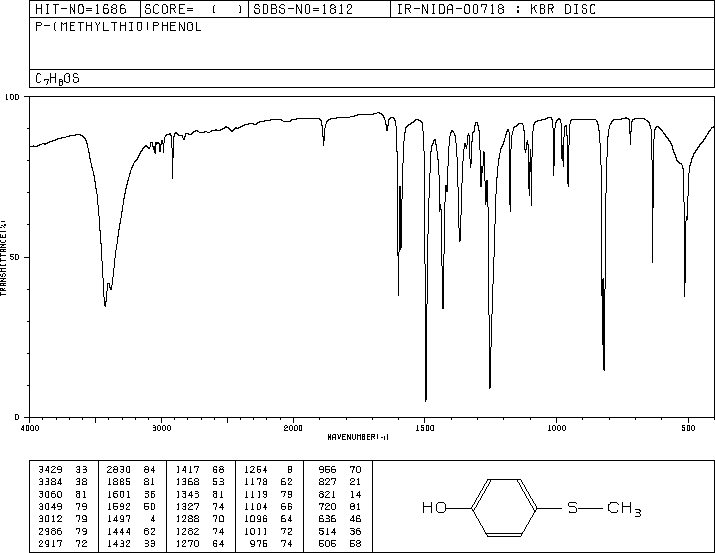 HIT-NO=1686 SCORE= ( ) SDBS-NO=1812 IR-NIDA-00718 : KBR DISC
P-(METHYLTHIO)PHENOL
C7H8OS
100
50
0
TRANSMITTANCE(%)
4000 3000 2000 1500 1000 500
WAVENUMBER(-1)
3429 33 2830 84 1417 68 1254 8 956 70
3384 38 1885 81 1368 53 1178 62 827 21
3060 81 1601 36 1343 81 1119 79 821 14
3049 79 1592 50 1327 74 1104 66 720 81
3012 79 1497 4 1288 70 1096 64 636 46
2986 79 1444 62 1282 74 1011 72 514 36
2917 72 1432 33 1270 64 976 74 506 58
HO S CH3